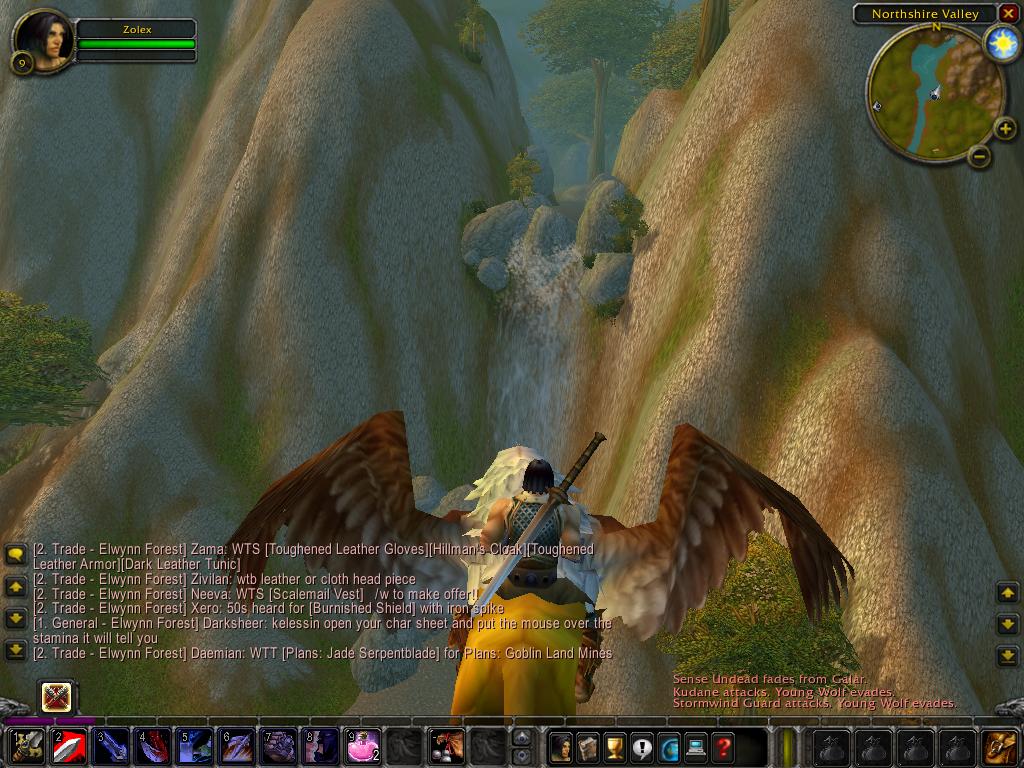 Zolex
9
Northshire Valley
N
[2. Trade - Elwynn Forest] Zama: WTS [Toughened Leather Gloves][Hillman's Cloak][Toughened
Leather Armor][Dark Leather Tunic]
[2. Trade - Elwynn Forest] Zivilan: wtb leather or cloth head piece
[2. Trade - Elwynn Forest] Neeva: WTS [Scalemail Vest]  /w to make offer!!
[2. Trade - Elwynn Forest] Xero: 50s heard for [Burnished Shield] with iron spike
[1. General - Elwynn Forest] Darksheer: kelessin open your char sheet and put the mouse over the
stamina it will tell you
[2. Trade - Elwynn Forest] Daemian: WTT [Plans: Jade Serpentblade] for Plans: Goblin Land Mines
Sense Undead fades from Galar.
Kudane attacks. Young Wolf evades.
Stormwind Guard attacks. Young Wolf evades.
1 2 3 4 5 6 7 8 9 2